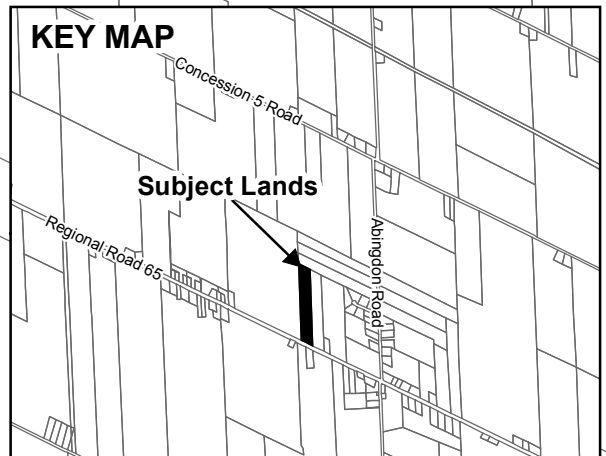 KEY MAP
Concession 5 Road
Subject Lands
Regional Road 65
Abingdon Road